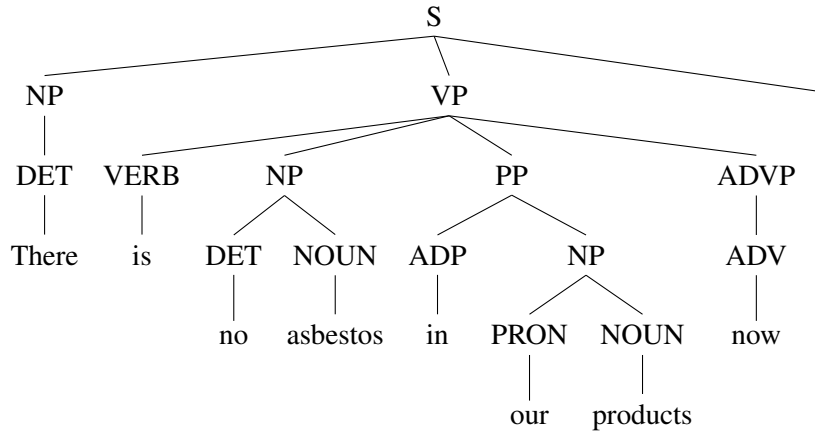 S
NP VP
DET VERB NP PP ADVP
There is DET NOUN ADP NP ADV
no asbestos in PRON NOUN now
our products